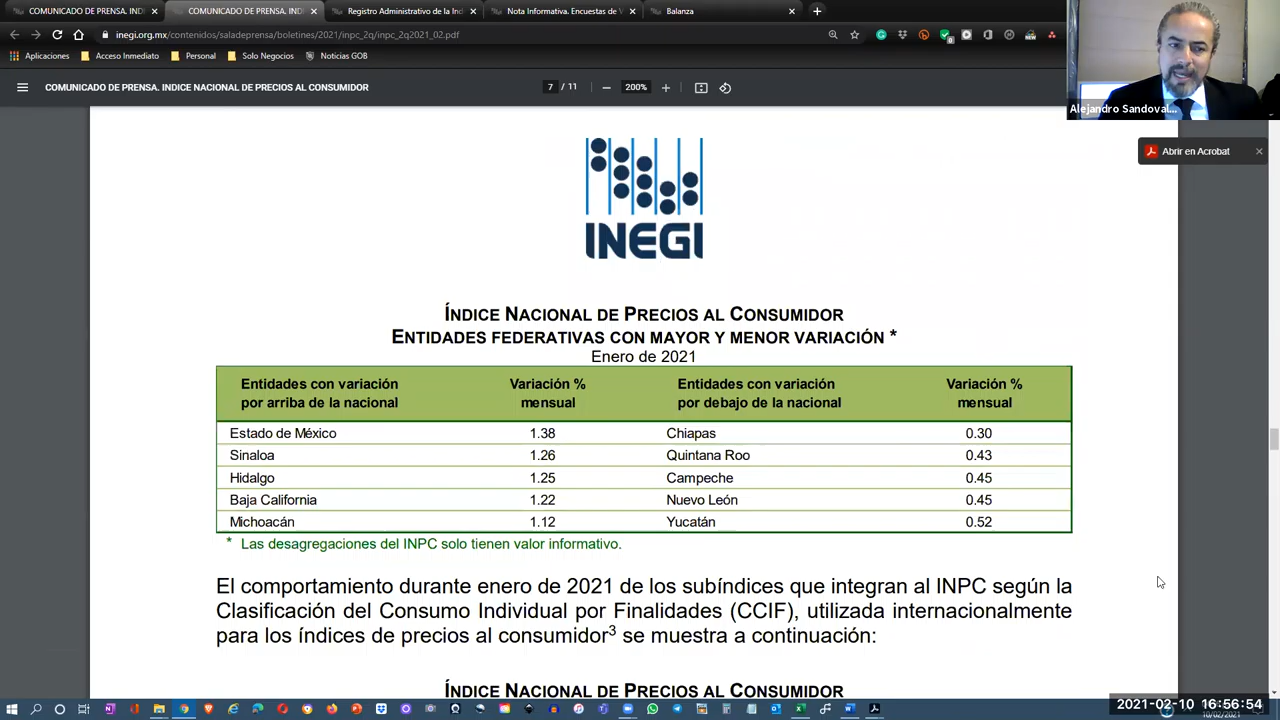 COMUNICADO DE PRENSA. INDI
COMUNICADO DE PRENSA. INDI
Registro Administrativo de la Ind
Nota Informativa. Encuestas de V
Balanza
inegi.org.mx/contenidos/saladeprensa/boletines/2021/inpc_2q/inpc_2q2021_02.pdf
Aplicaciones
Acceso Inmediato
Personal
Solo Negocios
Noticias GOB
COMUNICADO DE PRENSA. INDICE NACIONAL DE PRECIOS AL CONSUMIDOR
7 / 11
200%
Alejandro Sandoval...
Abrir en Acrobat
INEGI
ÍNDICE NACIONAL DE PRECIOS AL CONSUMIDOR
ENTIDADES FEDERATIVAS CON MAYOR Y MENOR VARIACIÓN *
Enero de 2021
Entidades con variación por arriba de la nacional Variación % mensual Entidades con variación por debajo de la nacional Variación % mensual
Estado de México 1.38 Chiapas 0.30
Sinaloa 1.26 Quintana Roo 0.43
Hidalgo 1.25 Campeche 0.45
Baja California 1.22 Nuevo León 0.45
Michoacán 1.12 Yucatán 0.52
* Las desagregaciones del INPC solo tienen valor informativo.
El comportamiento durante enero de 2021 de los subíndices que integran al INPC según la
Clasificación del Consumo Individual por Finalidades (CCIF), utilizada internacionalmente
para los índices de precios al consumidor³ se muestra a continuación:
ÍNDICE NACIONAL DE PRECIOS AL CONSUMIDOR
2021-02-10 16:56:54
10/02/2021